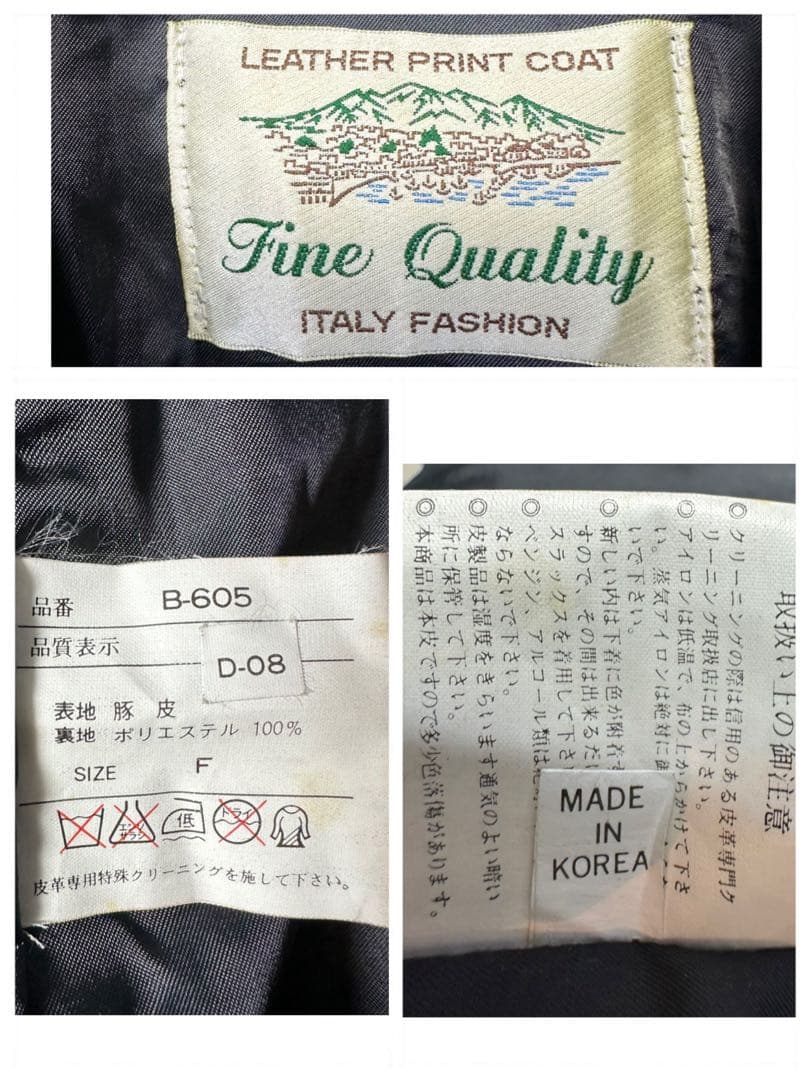 LEATHER PRINT COAT
Fine Quality
ITALY FASHION
品番 B-605
品質表示
D-08
表地 豚皮
裏地 ポリエステル 100%
SIZE F
エンソ
サラシ
低
ドライ
皮革専用特殊クリーニングを施して下さい。
取扱い上の御注意
◎クリーニングの際は信用のある皮革専門ク
リーニング取扱店に出し下さい。
◎アイロンは低温で、布の上からかけて下さ
い。蒸気アイロンは絶対に
いで下さい。
◎新しい内は下着に色が附着
すので、その間は出来るだ
スラックスを着用して下さ
◎ベンジン、アルコール類は
ならないで下さい。
◎皮製品は湿度をきらいます通気のよい暗い
所に保管して下さい。
◎本商品は本皮ですので多少色落傷があります。
MADE
IN
KOREA